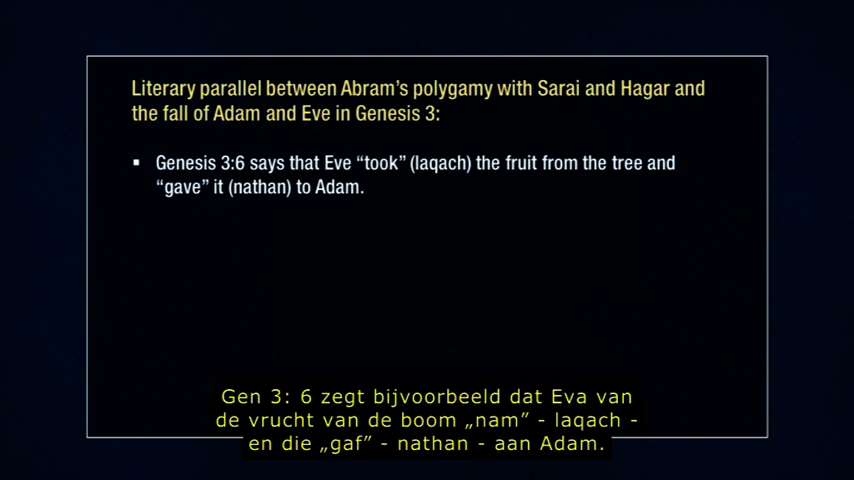 Literary parallel between Abram's polygamy with Sarai and Hagar and
the fall of Adam and Eve in Genesis 3:
▪ Genesis 3:6 says that Eve “took” (laqach) the fruit from the tree and
“gave” it (nathan) to Adam.
Gen 3: 6 zegt bijvoorbeeld dat Eva van
de vrucht van de boom „nam” - laqach -
en die „gaf” - nathan - aan Adam.